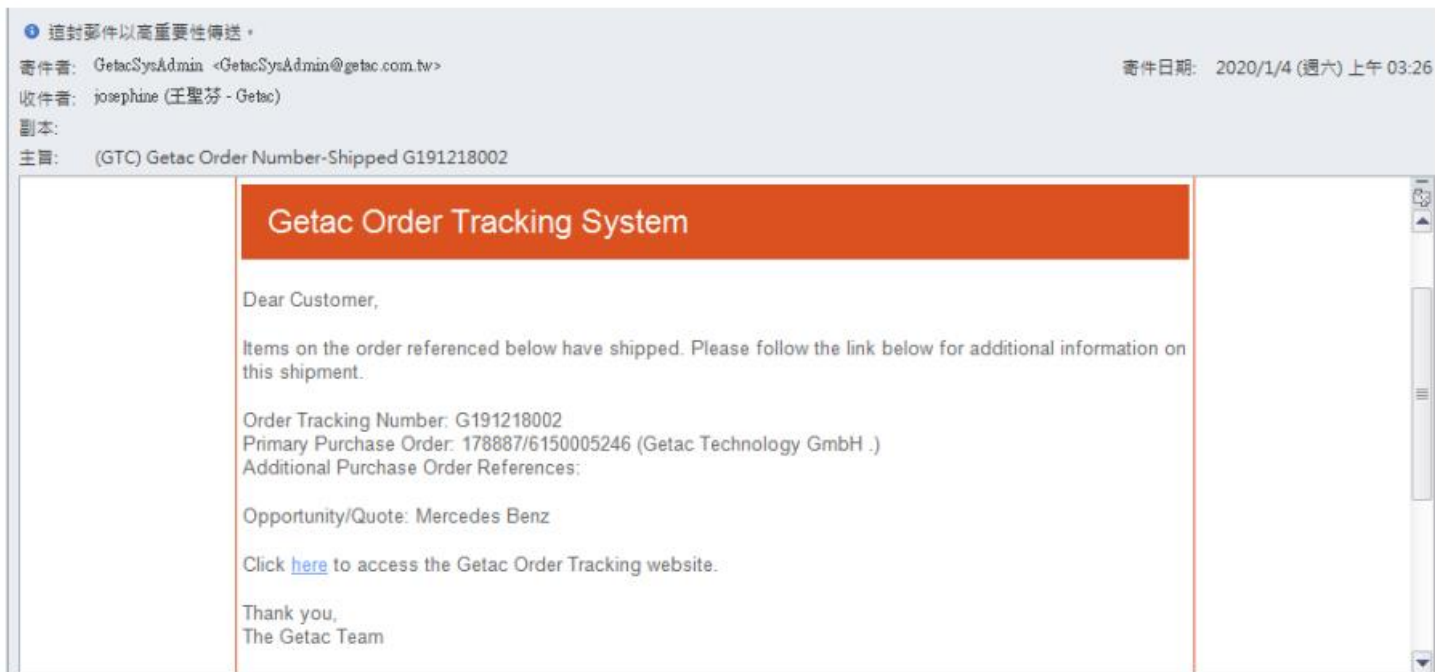 這封郵件以高重要性傳送。
寄件者: GetacSysAdmin <GetacSysAdmin@getac.com.tw>
寄件日期: 2020/1/4 (週六) 上午 03:26
收件者: josephine (王聖芬 - Getac)
副本:
主旨: (GTC) Getac Order Number-Shipped G191218002
Getac Order Tracking System
Dear Customer,
Items on the order referenced below have shipped. Please follow the link below for additional information on
this shipment.
Order Tracking Number: G191218002
Primary Purchase Order: 178887/6150005246 (Getac Technology GmbH .)
Additional Purchase Order References:
Opportunity/Quote: Mercedes Benz
Click here to access the Getac Order Tracking website.
Thank you,
The Getac Team